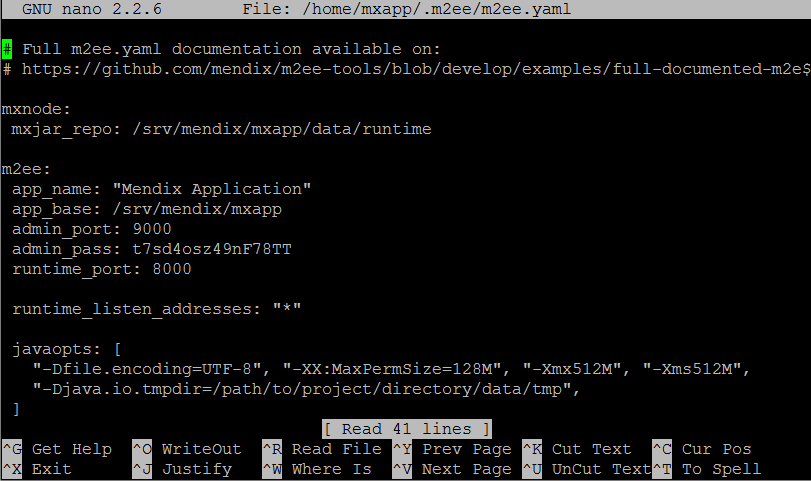 GNU nano 2.2.6 File: /home/mxapp/.m2ee/m2ee.yaml
# Full m2ee.yaml documentation available on:
# https://github.com/mendix/m2ee-tools/blob/develop/examples/full-documented-m2e$
mxnode:
mxjar_repo: /srv/mendix/mxapp/data/runtime
m2ee:
app_name: "Mendix Application"
app_base: /srv/mendix/mxapp
admin_port: 9000
admin_pass: t7sd4osz49nF78TT
runtime_port: 8000
runtime_listen_addresses: "*"
javaopts: [
"-Dfile.encoding=UTF-8", "-XX:MaxPermSize=128M", "-Xmx512M", "-Xms512M",
"-Djava.io.tmpdir=/path/to/project/directory/data/tmp",
]
[ Read 41 lines ]
^G Get Help ^O WriteOut ^R Read File ^Y Prev Page ^K Cut Text ^C Cur Pos
^X Exit ^J Justify ^W Where Is ^V Next Page ^U UnCut Text^T To Spell